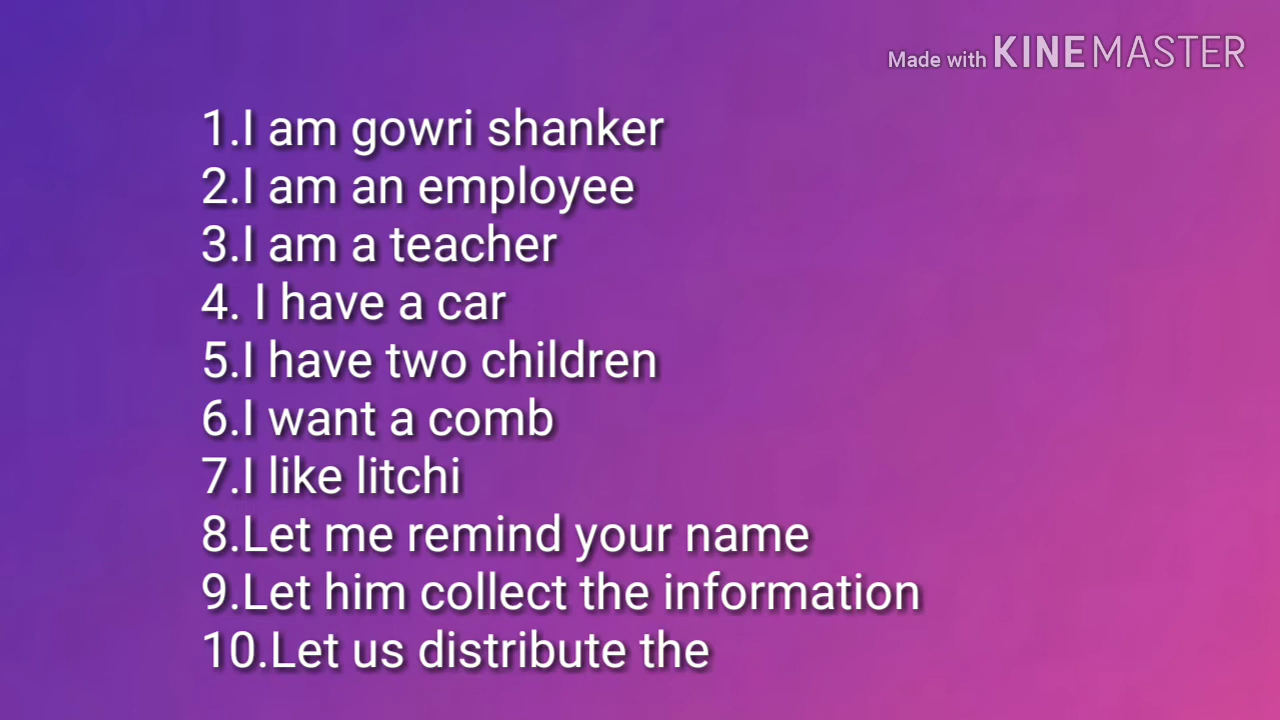 Made with KINEMASTER
1.I am gowri shanker
2.I am an employee
3.I am a teacher
4. I have a car
5.I have two children
6.I want a comb
7.I like litchi
8.Let me remind your name
9.Let him collect the information
10.Let us distribute the